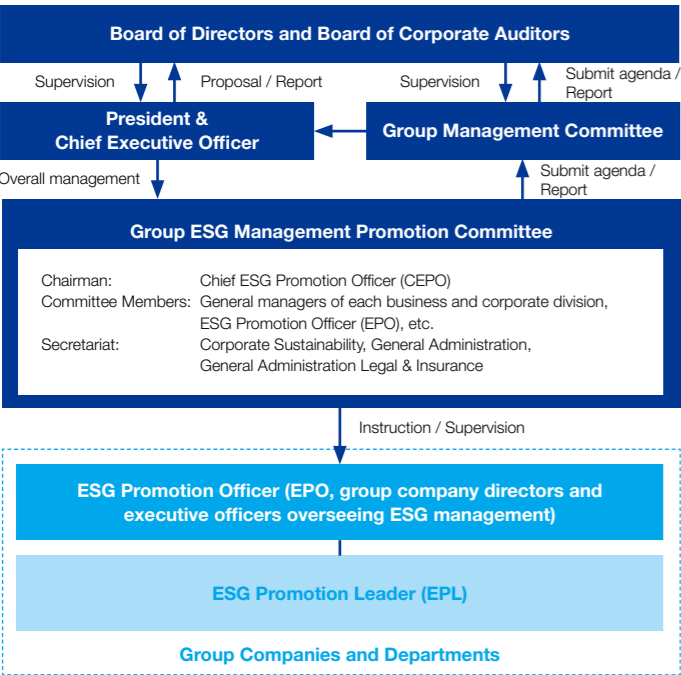 Board of Directors and Board of Corporate Auditors
Supervision
Proposal / Report
Supervision
Submit agenda /
Report
President &
Chief Executive Officer
Group Management Committee
Overall management
Submit agenda /
Report
Group ESG Management Promotion Committee
Chairman: Chief ESG Promotion Officer (CEPO)
Committee Members: General managers of each business and corporate division,
ESG Promotion Officer (EPO), etc.
Secretariat: Corporate Sustainability, General Administration,
General Administration Legal & Insurance
Instruction / Supervision
ESG Promotion Officer (EPO, group company directors and
executive officers overseeing ESG management)
ESG Promotion Leader (EPL)
Group Companies and Departments